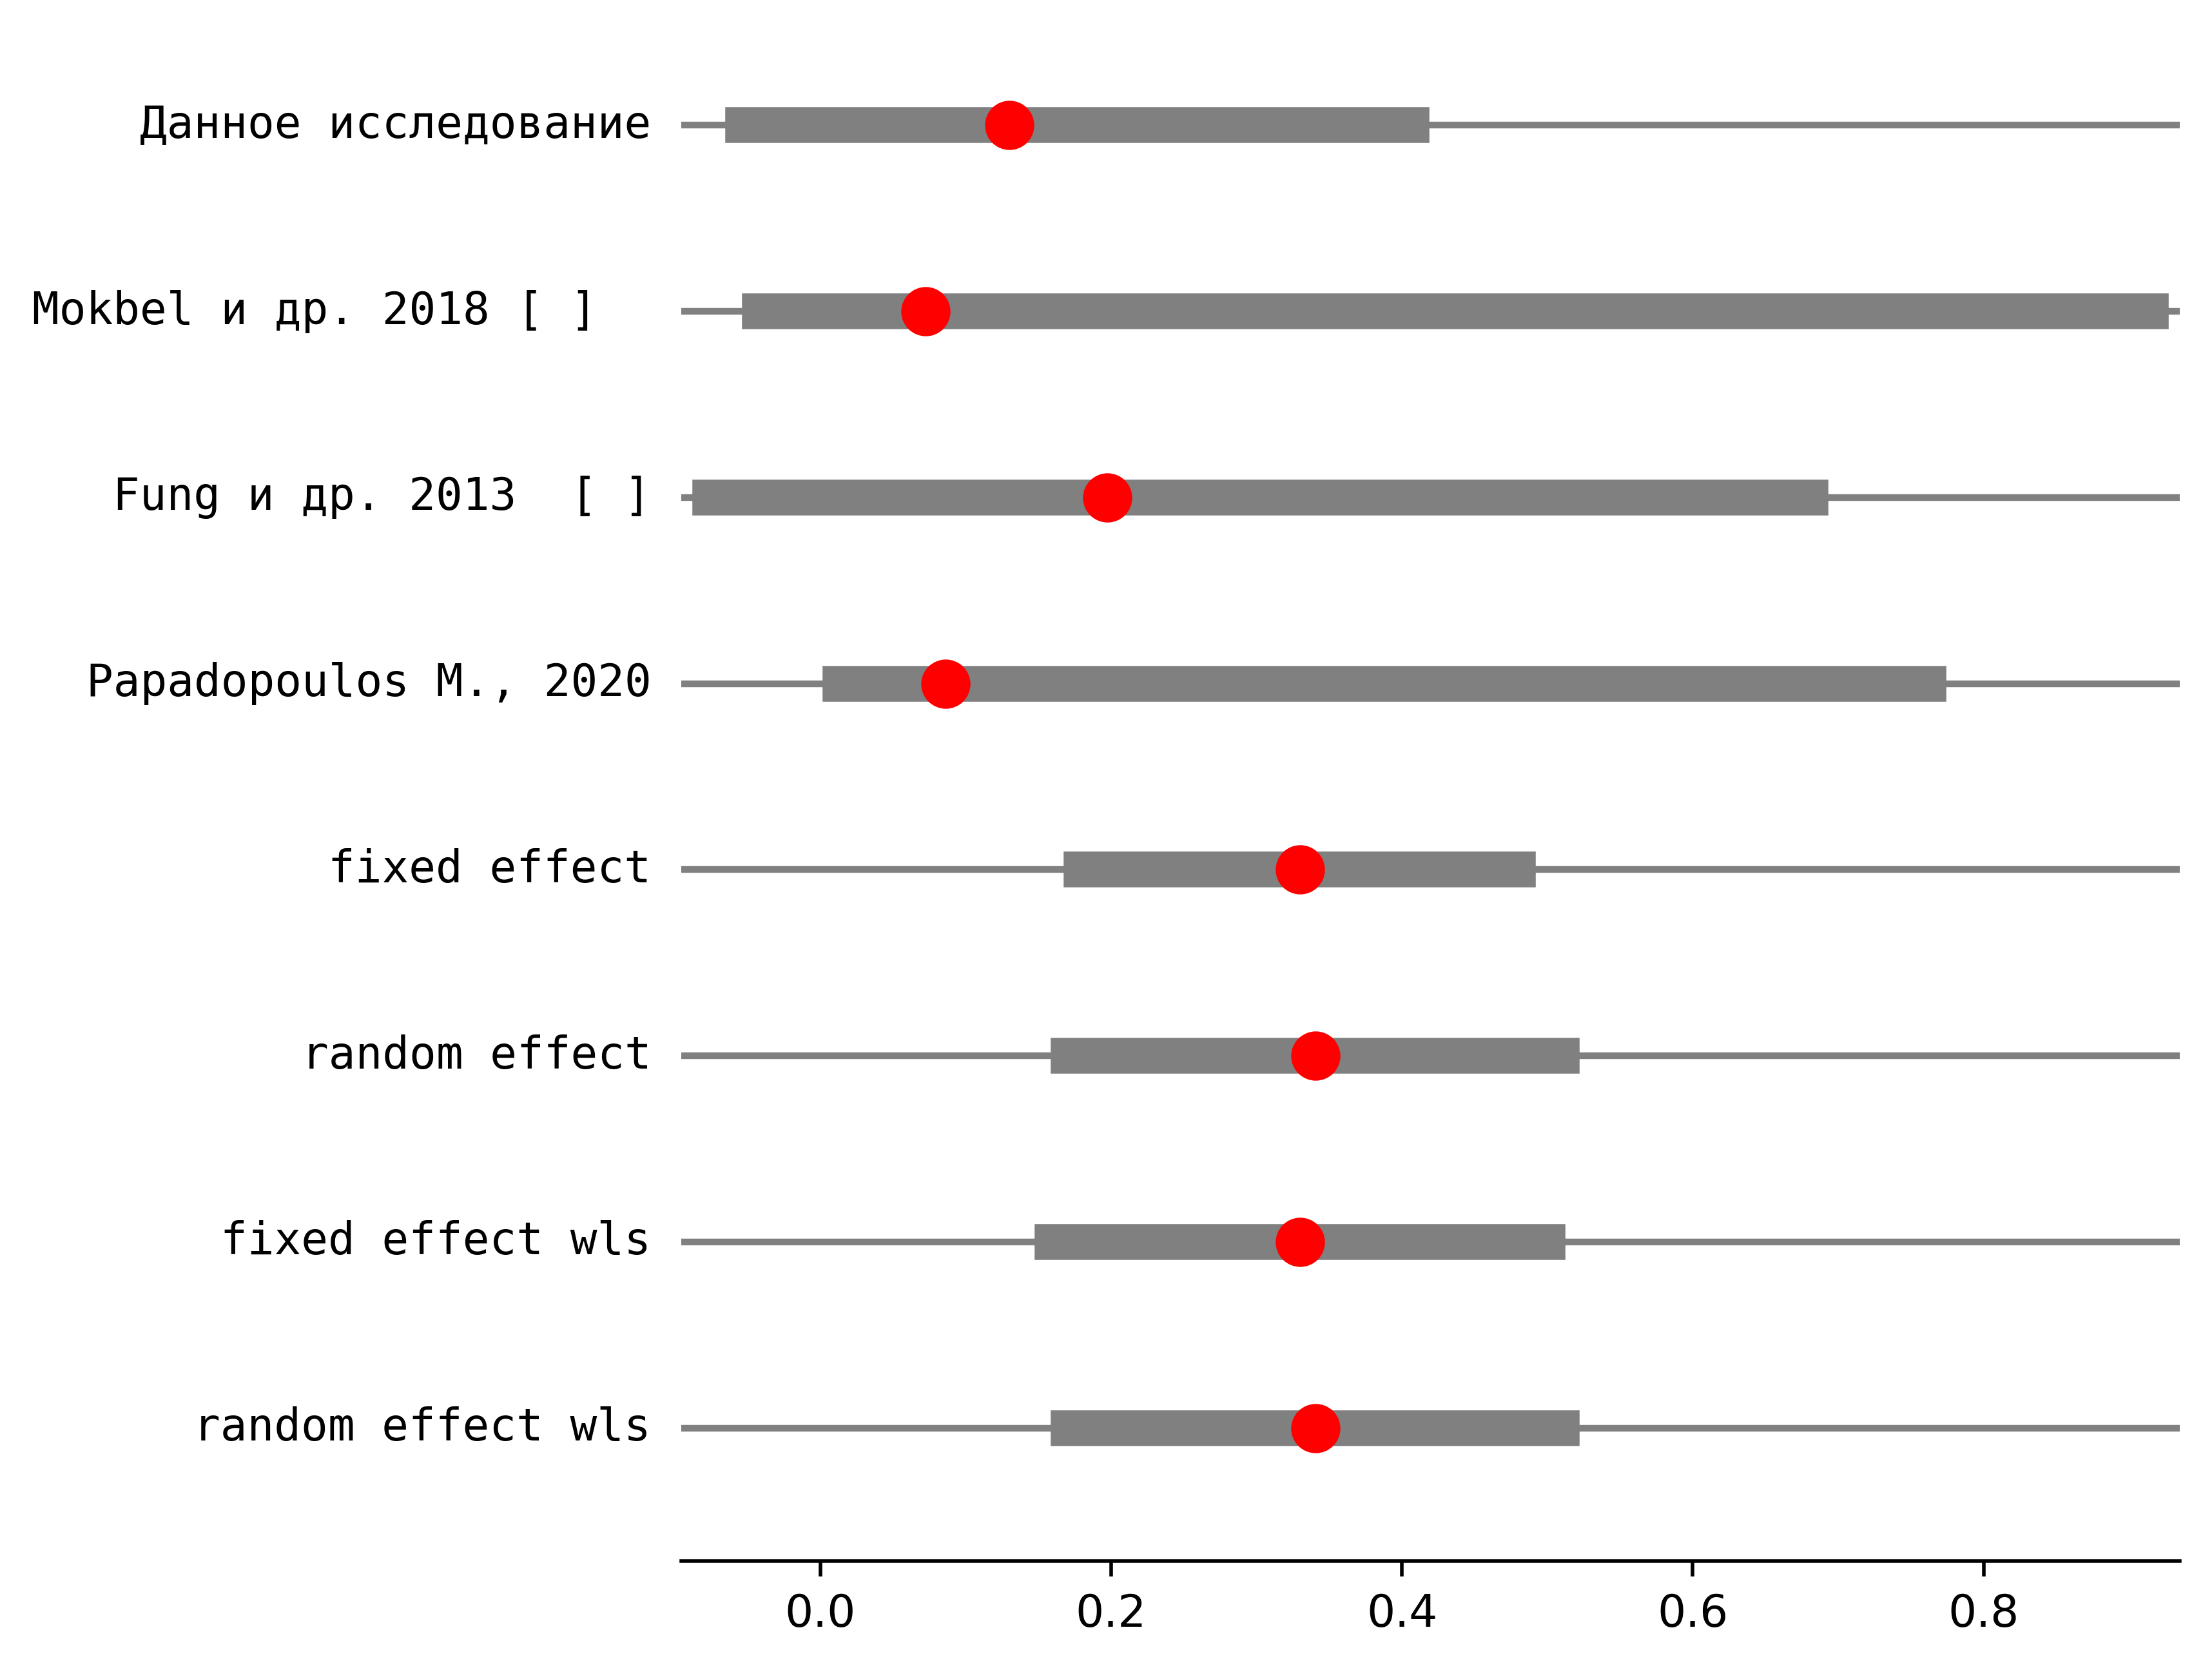 Данное исследование
Mokbel и др. 2018 [ ]
Fung и др. 2013  [ ]
Papadopoulos M., 2020
fixed effect
random effect
fixed effect wls
random effect wls
0.0 0.2 0.4 0.6 0.8